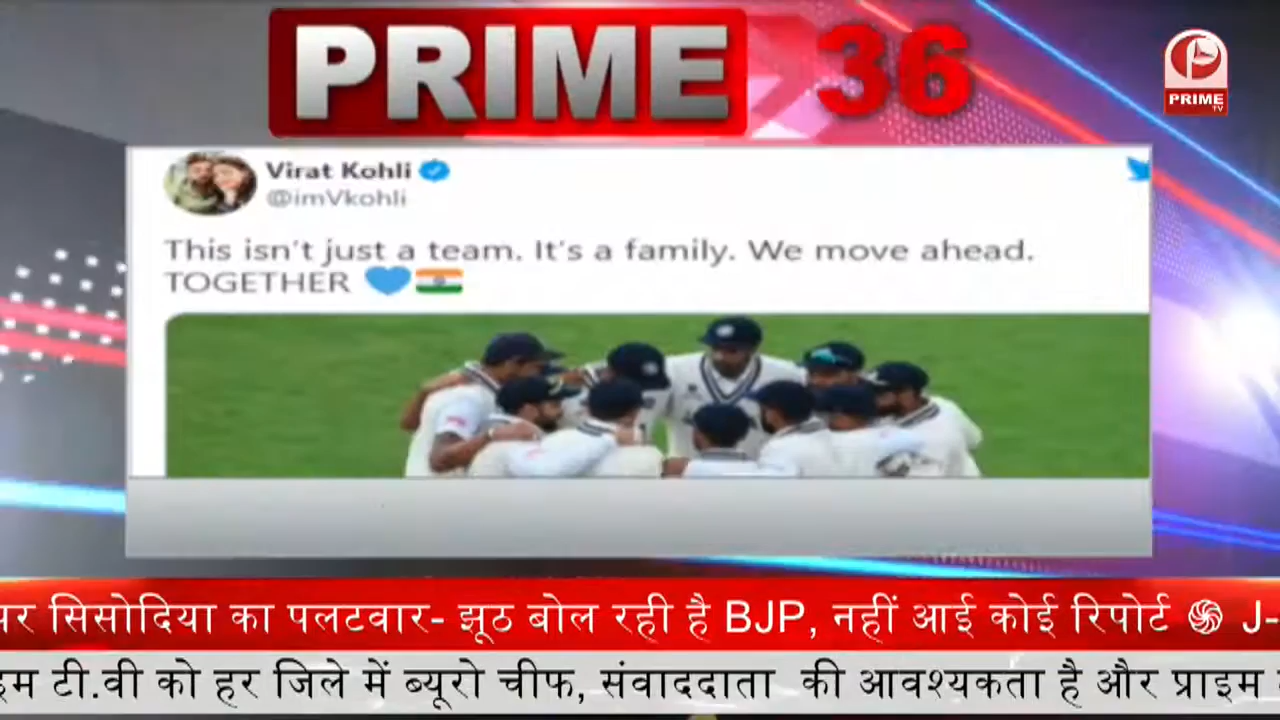 PRIME 36
PRIME
TV
Virat Kohli
@imVkohli
This isn't just a team. It's a family. We move ahead.
TOGETHER
पर सिसोदिया का पलटवार- झूठ बोल रही है BJP, नहीं आई कोई रिपोर्ट J-
टी.वी को हर जिले में ब्यूरो चीफ, संवाददाता की आवश्यकता है और प्राइम